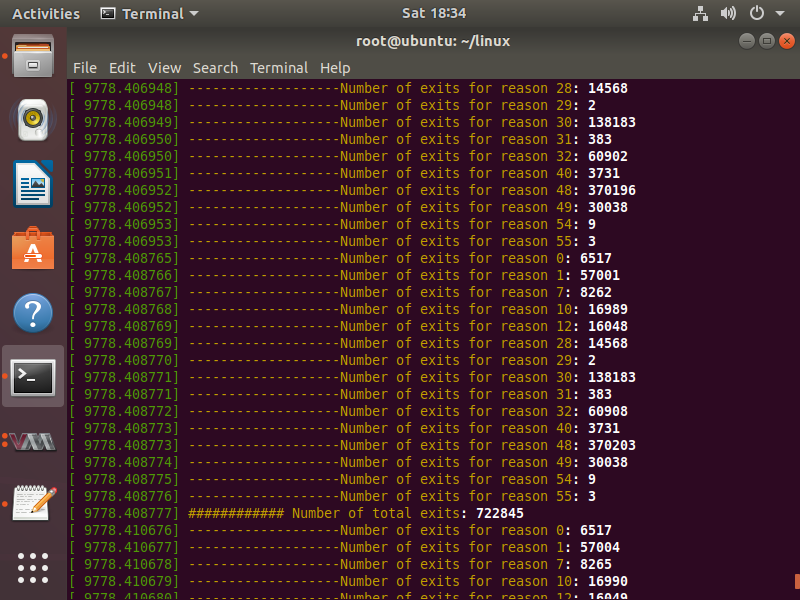 Activities Terminal Sat 18:34
root@ubuntu: ~/linux
File Edit View Search Terminal Help
[ 9778.406948] -------------------Number of exits for reason 28: 14568
[ 9778.406948] -------------------Number of exits for reason 29: 2
[ 9778.406949] -------------------Number of exits for reason 30: 138183
[ 9778.406950] -------------------Number of exits for reason 31: 383
[ 9778.406950] -------------------Number of exits for reason 32: 60902
[ 9778.406951] -------------------Number of exits for reason 40: 3731
[ 9778.406952] -------------------Number of exits for reason 48: 370196
[ 9778.406952] -------------------Number of exits for reason 49: 30038
[ 9778.406953] -------------------Number of exits for reason 54: 9
[ 9778.406953] -------------------Number of exits for reason 55: 3
[ 9778.408765] -------------------Number of exits for reason 0: 6517
[ 9778.408766] -------------------Number of exits for reason 1: 57001
[ 9778.408767] -------------------Number of exits for reason 7: 8262
[ 9778.408768] -------------------Number of exits for reason 10: 16989
[ 9778.408769] -------------------Number of exits for reason 12: 16048
[ 9778.408769] -------------------Number of exits for reason 28: 14568
[ 9778.408770] -------------------Number of exits for reason 29: 2
[ 9778.408771] -------------------Number of exits for reason 30: 138183
[ 9778.408771] -------------------Number of exits for reason 31: 383
[ 9778.408772] -------------------Number of exits for reason 32: 60908
[ 9778.408773] -------------------Number of exits for reason 40: 3731
[ 9778.408773] -------------------Number of exits for reason 48: 370203
[ 9778.408774] -------------------Number of exits for reason 49: 30038
[ 9778.408775] -------------------Number of exits for reason 54: 9
[ 9778.408776] -------------------Number of exits for reason 55: 3
[ 9778.408777] ############ Number of total exits: 722845
[ 9778.410676] -------------------Number of exits for reason 0: 6517
[ 9778.410677] -------------------Number of exits for reason 1: 57004
[ 9778.410678] -------------------Number of exits for reason 7: 8265
[ 9778.410679] -------------------Number of exits for reason 10: 16990
[ 9778.410680] -------------------Number of exits for reason 12: 16049